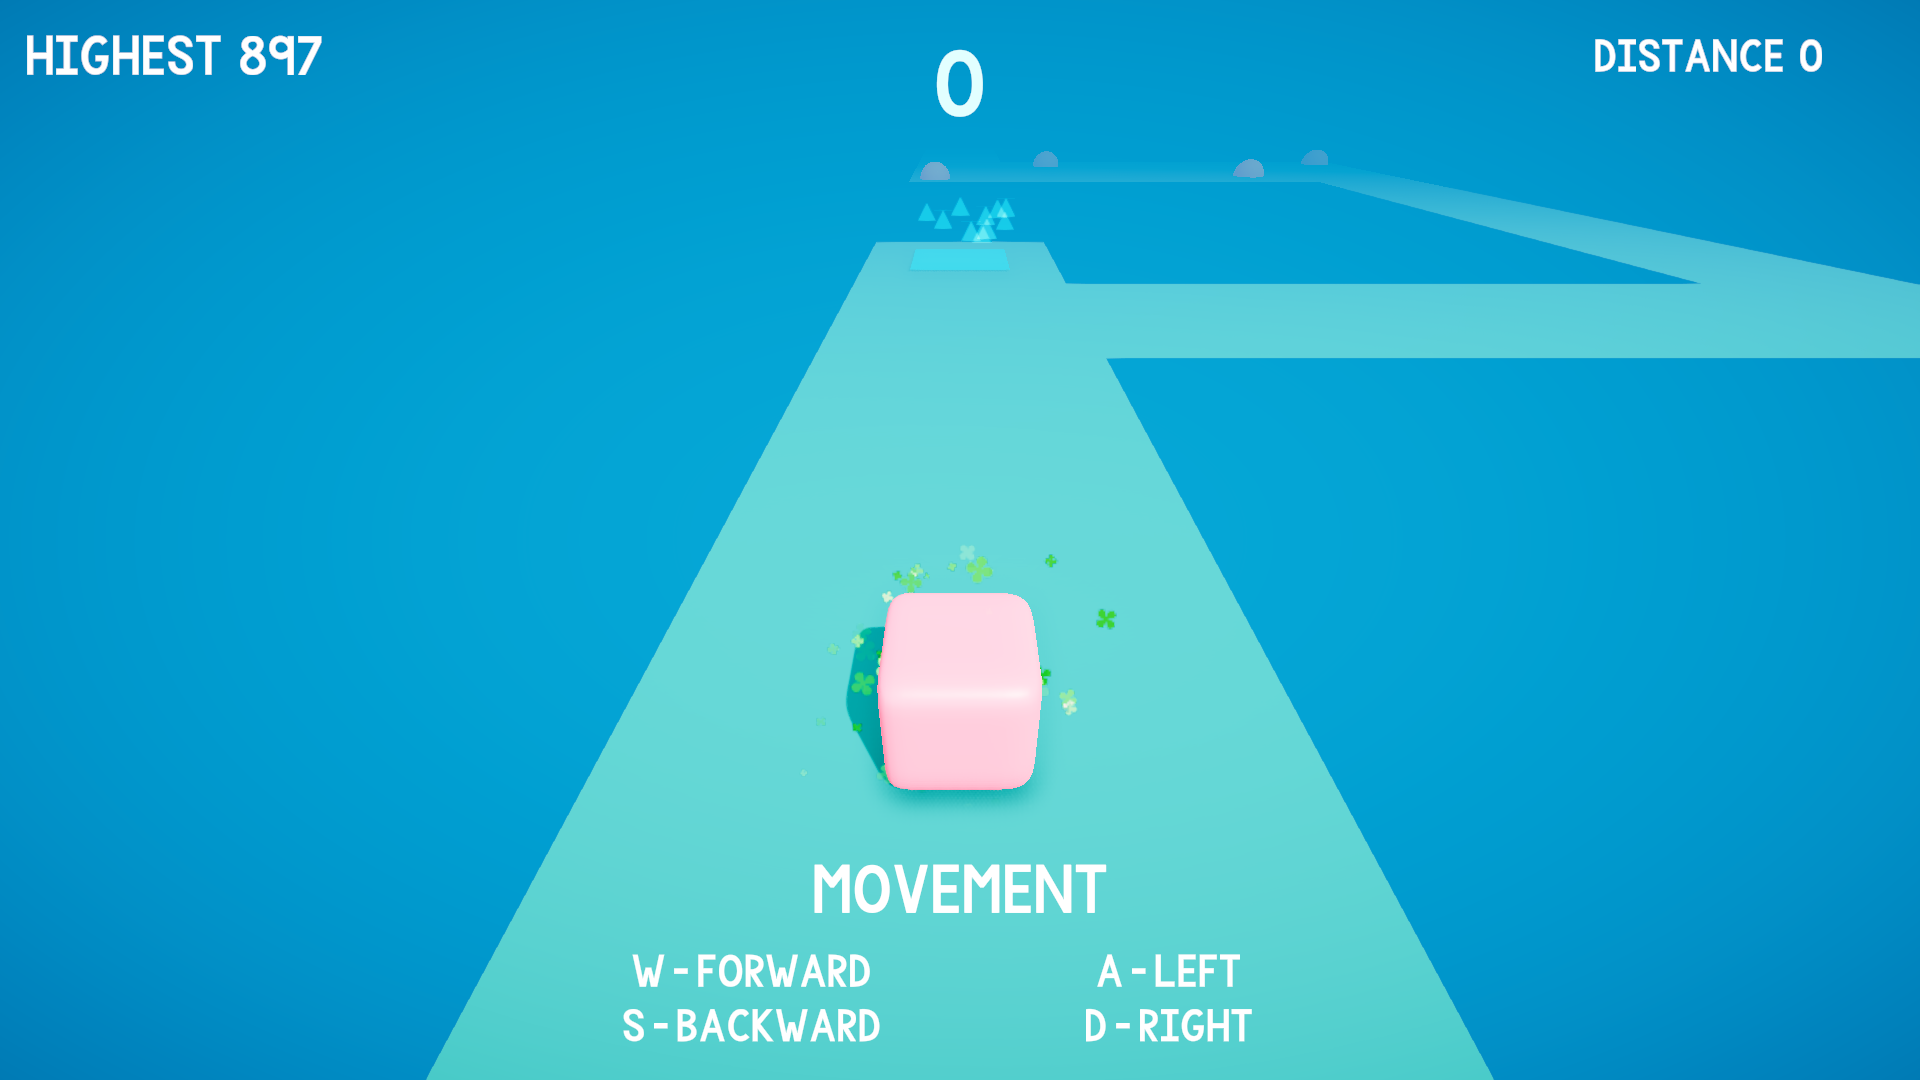 HIGHEST 897
0
DISTANCE 0
MOVEMENT
W-FORWARD
A-LEFT
S-BACKWARD
D-RIGHT